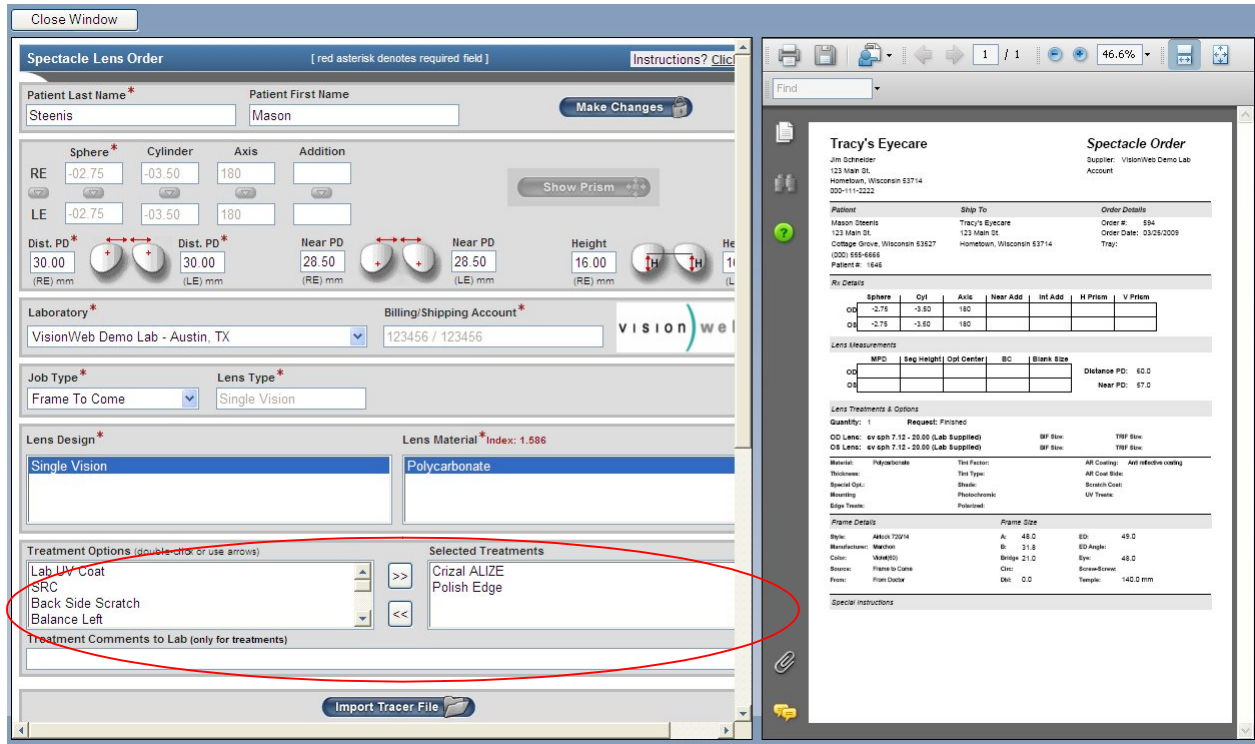 Close Window
Spectacle Lens Order [ red asterisk denotes required field ] Instructions? Clic
Patient Last Name* Patient First Name
Steenis Mason Make Changes
Sphere* Cylinder Axis Addition
RE -02.75 -03.50 180
Show Prism
LE -02.75 -03.50 180
Dist. PD* Dist. PD* Near PD Near PD Height He
30.00 30.00 28.50 28.50 16.00 H H 1
(RE) mm (LE) mm (RE) mm (LE) mm (RE) mm (L
Laboratory* Billing/Shipping Account*
VisionWeb Demo Lab - Austin, TX 123456 / 123456 vision) wel
Job Type* Lens Type*
Frame To Come Single Vision
Lens Design* Lens Material* Index: 1.586
Single Vision Polycarbonate
Treatment Options (double-click or use arrows) Selected Treatments
Lab UV Coat Crizal ALIZE
SRC >> Polish Edge
Back Side Scratch
Balance Left <<
Treatment Comments to Lab (only for treatments)
Import Tracer File
1 / 1 46.6%
Find
Tracy's Eyecare Spectacle Order
Jim Schneider Supplier: VisionWeb Demo Lab
123 Main St. Account
Hometown, Wisconsin 53714
000-111-2222
Patient Ship To Order Details
Mason Steenis Tracy's Eyecare Order #: 594
123 Main St. 123 Main St. Order Date: 03/26/2009
Cottage Grove, Wisconsin 53527 Hometown, Wisconsin 53714 Tray:
(000) 555-6666
Patient #: 1646
Rx Details
Sphere Cyl Axis Near Add Int Add H Prism V Prism
OD -2.75 -3.50 180
OS -2.75 -3.50 180
Lens Measurements
MPD Seg Height Opt Center BC Blank Size
OD Distance PD: 60.0
OS Near PD: 57.0
Lens Treatments & Options
Quantity: 1 Request: Finished
OD Lens: sv sph 7.12 - 20.00 (Lab Supplied) BIF Size: TRIF Size:
OS Lens: sv sph 7.12 - 20.00 (Lab Supplied) BIF Size: TRIF Size:
Material: Polycarbonate Tint Factor: AR Coating: Anti reflective coating
Thickness: Tint Type: AR Coat Side:
Special Opt.: Shade: Scratch Coat:
Mounting Photochromic UV Treats:
Edge Treats: Polarized:
Frame Details Frame Size
Style: Airlock 720/14 A: 48.0 ED: 49.0
Manufacturer: Marchon B: 31.8 ED Angle:
Color: Violet(60) Bridge 21.0 Eye: 48.0
Source: Frame to Come Circ: Screw-Screw:
From: From Doctor Dbl: 0.0 Temple: 140.0 mm
Special Instructions